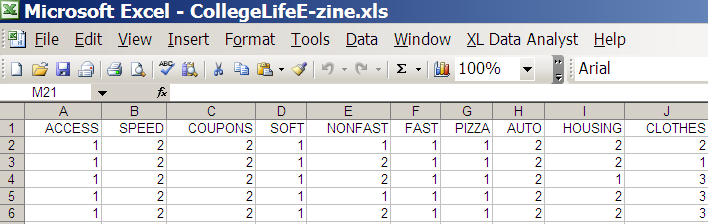 Microsoft Excel - CollegeLifeE-zine.xls
File Edit View Insert Format Tools Data Window XL Data Analyst Help
ABC Σ 100% Arial
M21 fx
A B C D E F G H I J
1 ACCESS SPEED COUPONS SOFT NONFAST FAST PIZZA AUTO HOUSING CLOTHES
2 1 2 2 1 1 1 1 2 2 2
3 1 2 2 1 2 1 1 2 2 1
4 1 2 2 1 2 1 1 2 1 3
5 1 2 2 1 1 1 1 2 2 3
6 1 2 2 1 2 1 1 2 2 3